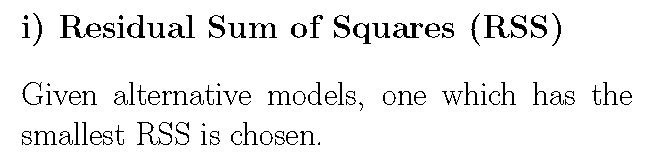 i) Residual Sum of Squares (RSS)
Given alternative models, one which has the
smallest RSS is chosen.